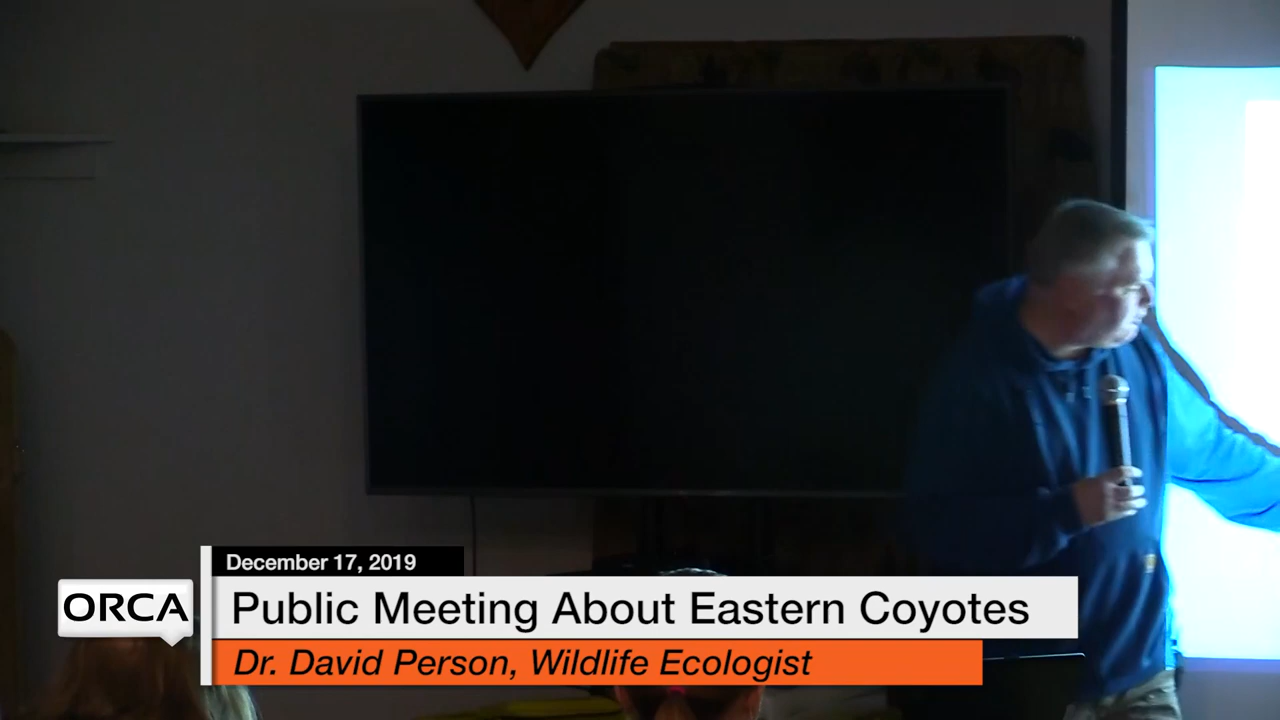 December 17, 2019
ORCA
Public Meeting About Eastern Coyotes
Dr. David Person, Wildlife Ecologist